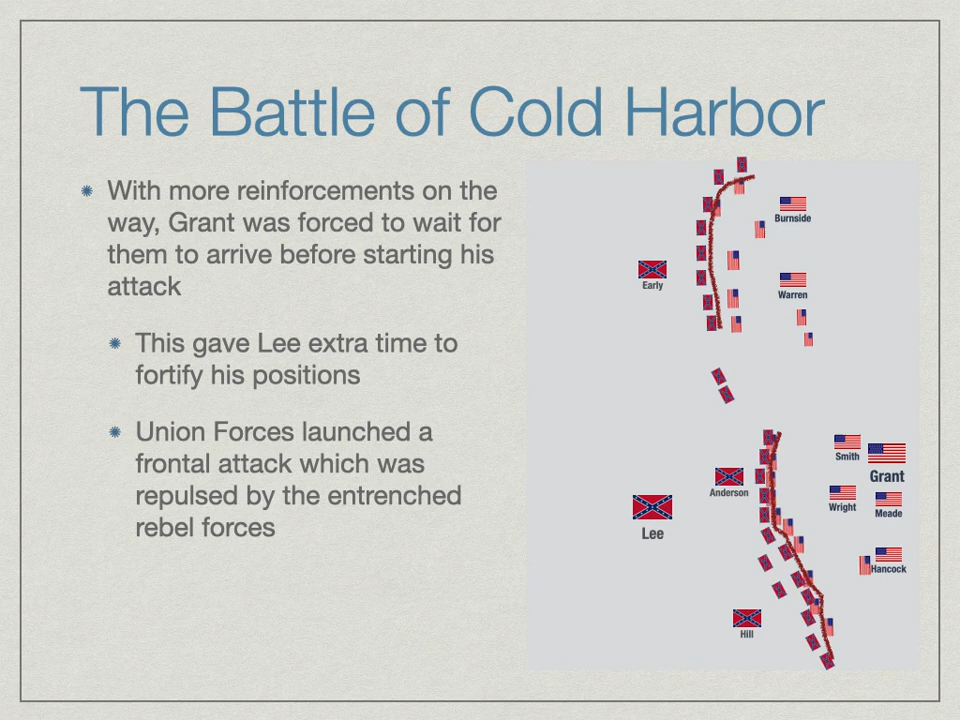 The Battle of Cold Harbor
With more reinforcements on the
way, Grant was forced to wait for
them to arrive before starting his
attack
This gave Lee extra time to
fortify his positions
Union Forces launched a
frontal attack which was
repulsed by the entrenched
rebel forces
Burnside
Early
Warren
Smith
Grant
Anderson
Wright
Meade
Lee
Hancock
Hill